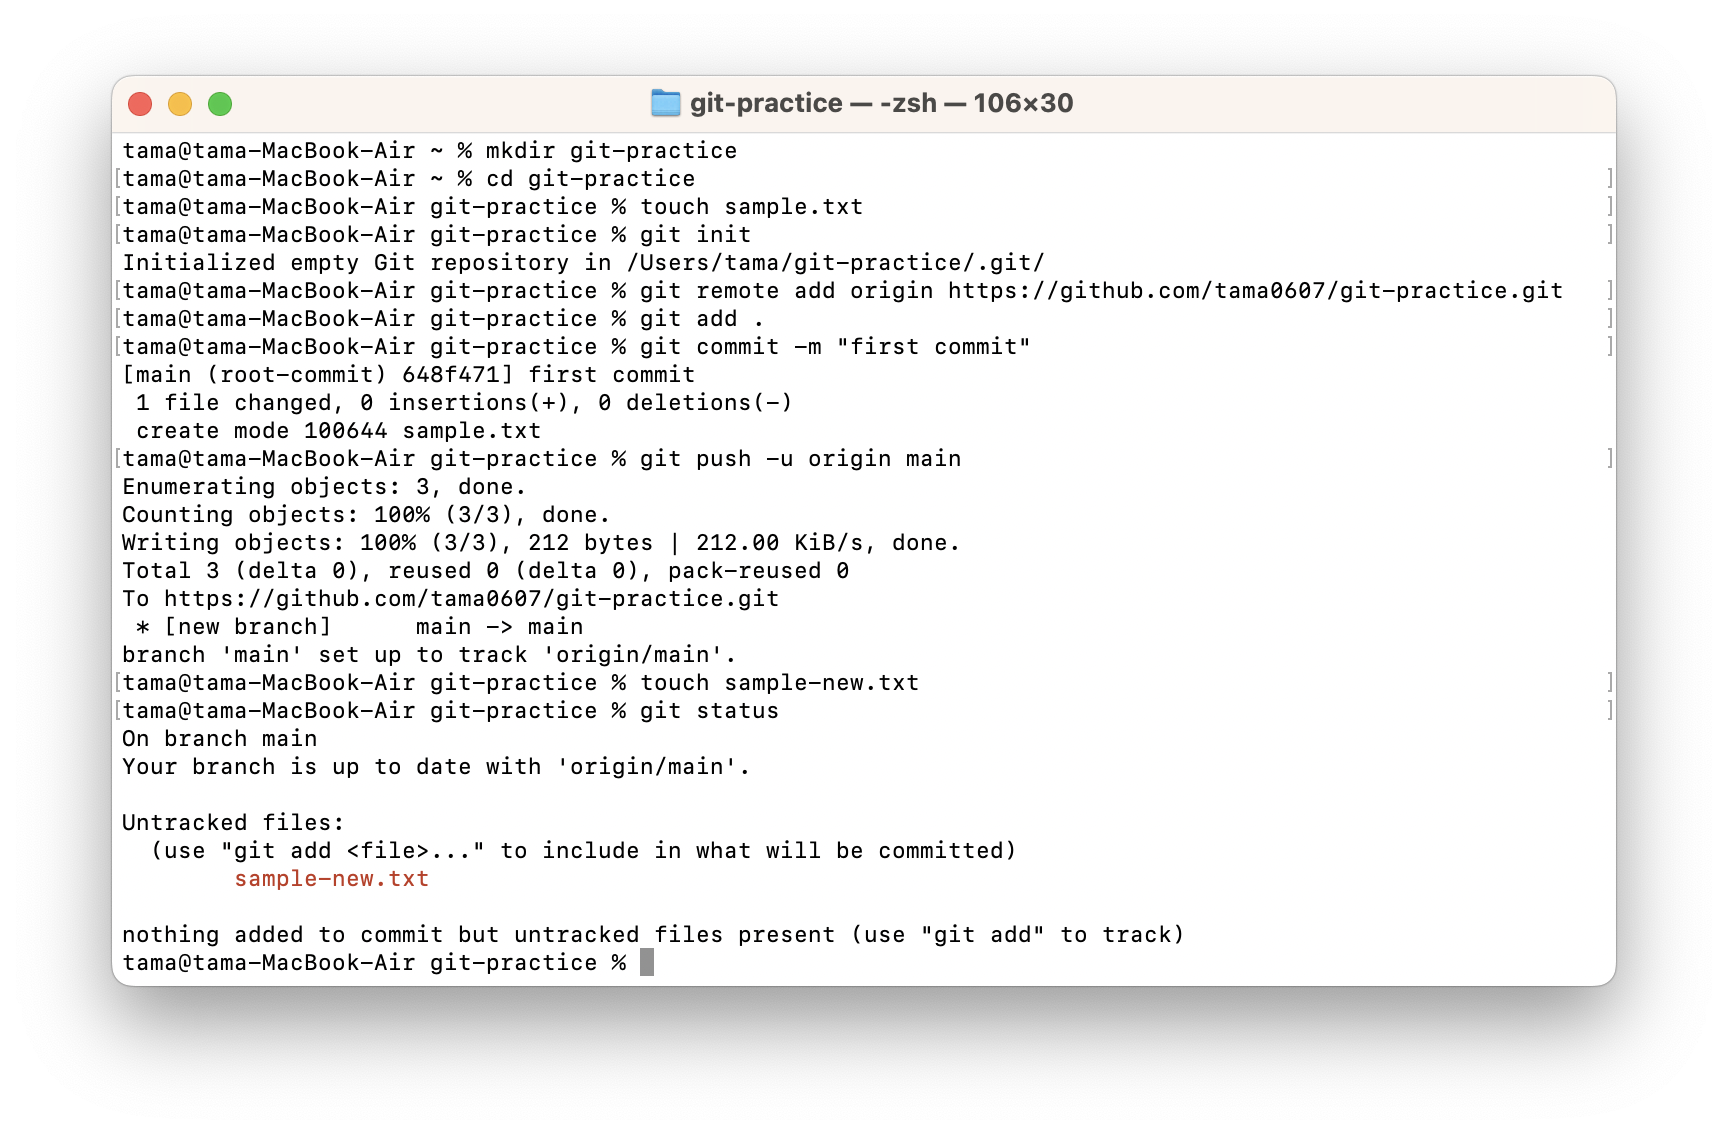 git-practice — -zsh — 106×30
tama@tama-MacBook-Air ~ % mkdir git-practice
[tama@tama-MacBook-Air ~ % cd git-practice ]
[tama@tama-MacBook-Air git-practice % touch sample.txt ]
[tama@tama-MacBook-Air git-practice % git init ]
Initialized empty Git repository in /Users/tama/git-practice/.git/
[tama@tama-MacBook-Air git-practice % git remote add origin https://github.com/tama0607/git-practice.git ]
[tama@tama-MacBook-Air git-practice % git add . ]
[tama@tama-MacBook-Air git-practice % git commit -m "first commit" ]
[main (root-commit) 648f471] first commit
 1 file changed, 0 insertions(+), 0 deletions(-)
 create mode 100644 sample.txt
[tama@tama-MacBook-Air git-practice % git push -u origin main ]
Enumerating objects: 3, done.
Counting objects: 100% (3/3), done.
Writing objects: 100% (3/3), 212 bytes | 212.00 KiB/s, done.
Total 3 (delta 0), reused 0 (delta 0), pack-reused 0
To https://github.com/tama0607/git-practice.git
 * [new branch]      main -> main
branch 'main' set up to track 'origin/main'.
[tama@tama-MacBook-Air git-practice % touch sample-new.txt ]
[tama@tama-MacBook-Air git-practice % git status ]
On branch main
Your branch is up to date with 'origin/main'.
Untracked files:
  (use "git add <file>..." to include in what will be committed)
        sample-new.txt
nothing added to commit but untracked files present (use "git add" to track)
tama@tama-MacBook-Air git-practice %